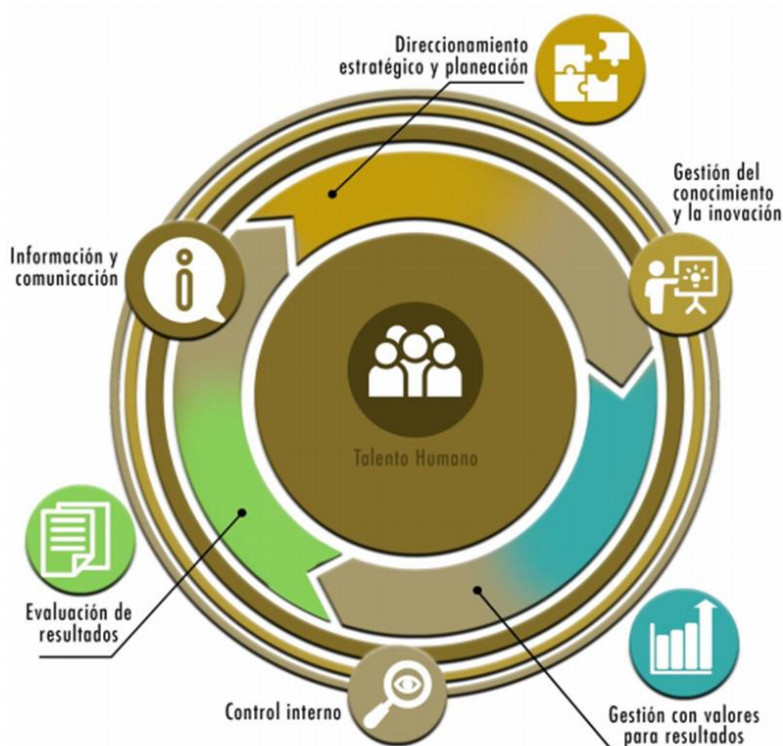 Direccionamiento
estratégico y planeación
Gestión del
conocimiento
y la inovación
Información y
comunicación
Talento Humano
Evaluación de
resultados
Control interno
Gestión con valores
para resultados